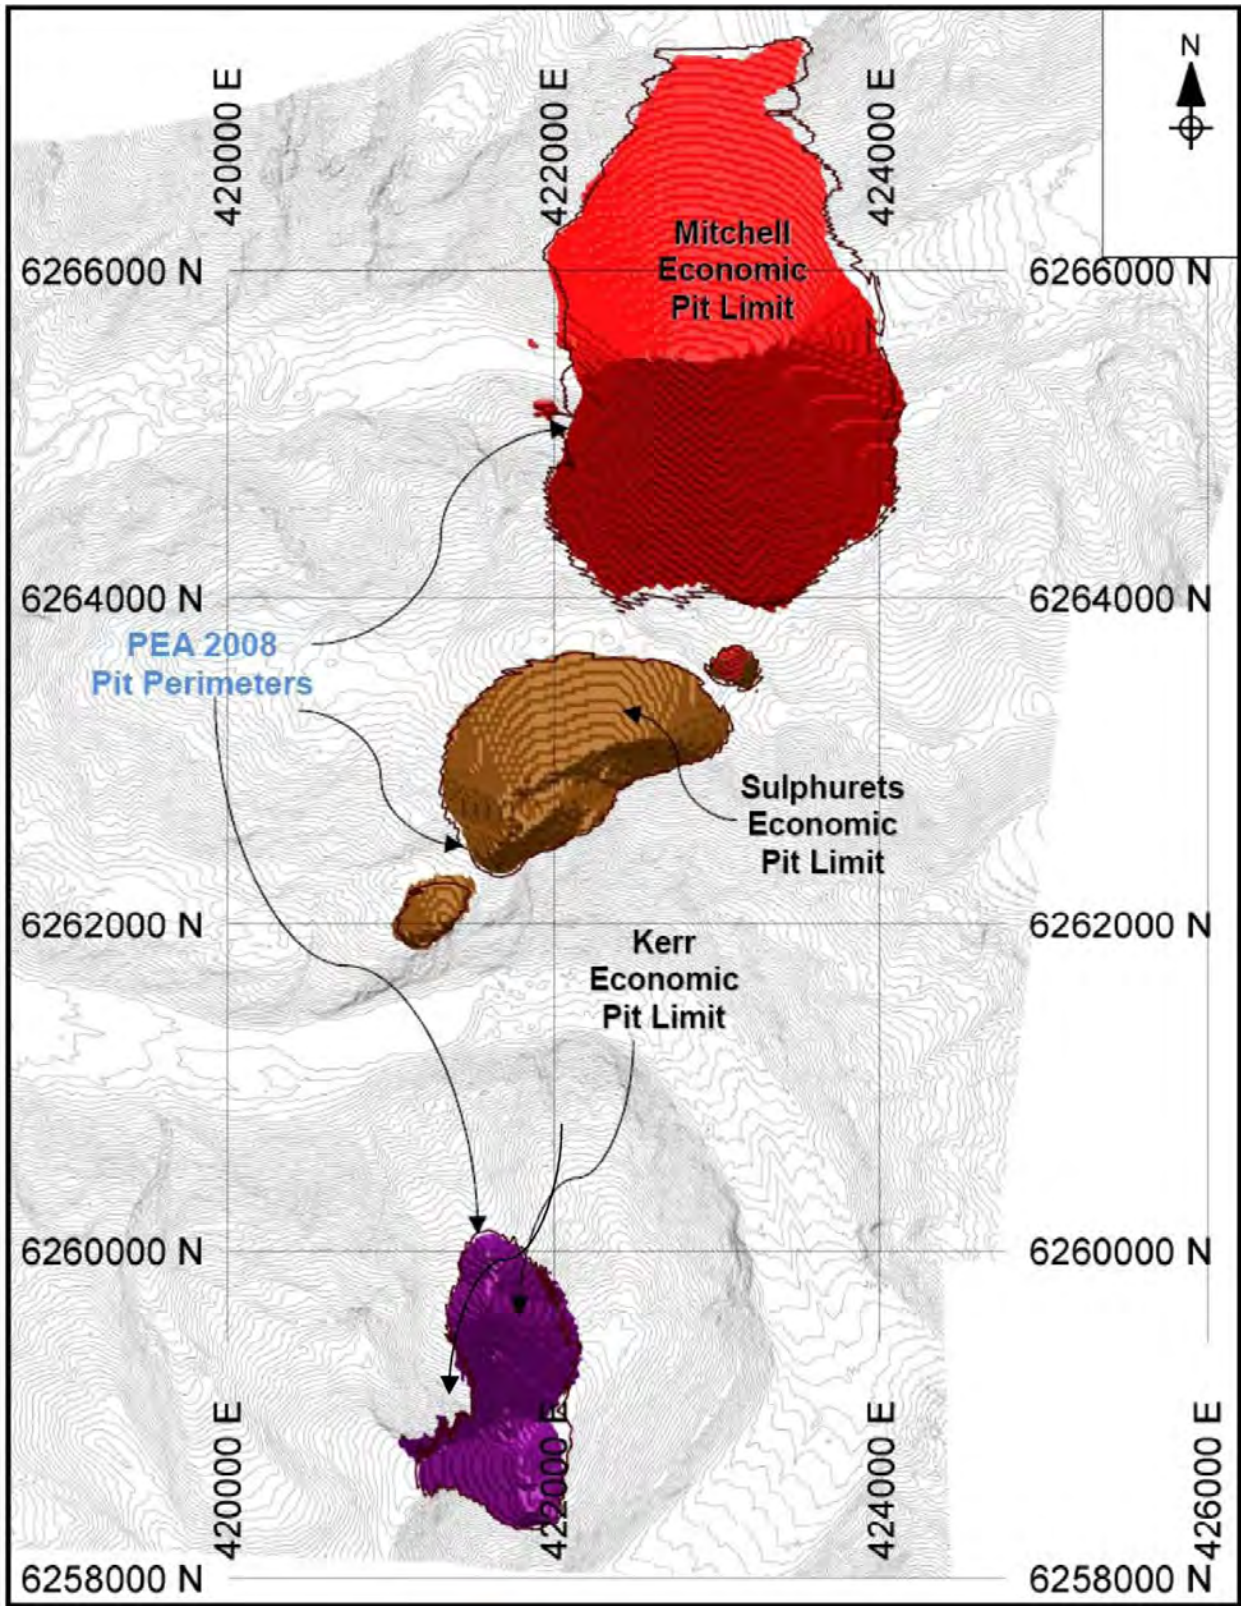 N
420000 E
422000 E
424000 E
Mitchell
Economic
Pit Limit
6266000 N
6266000 N
6264000 N
6264000 N
PEA 2008
Pit Perimeters
Sulphurets
Economic
Pit Limit
6262000 N
6262000 N
Kerr
Economic
Pit Limit
6260000 N
6260000 N
420000 E
422000 E
424000 E
426000 E
6258000 N
6258000 N